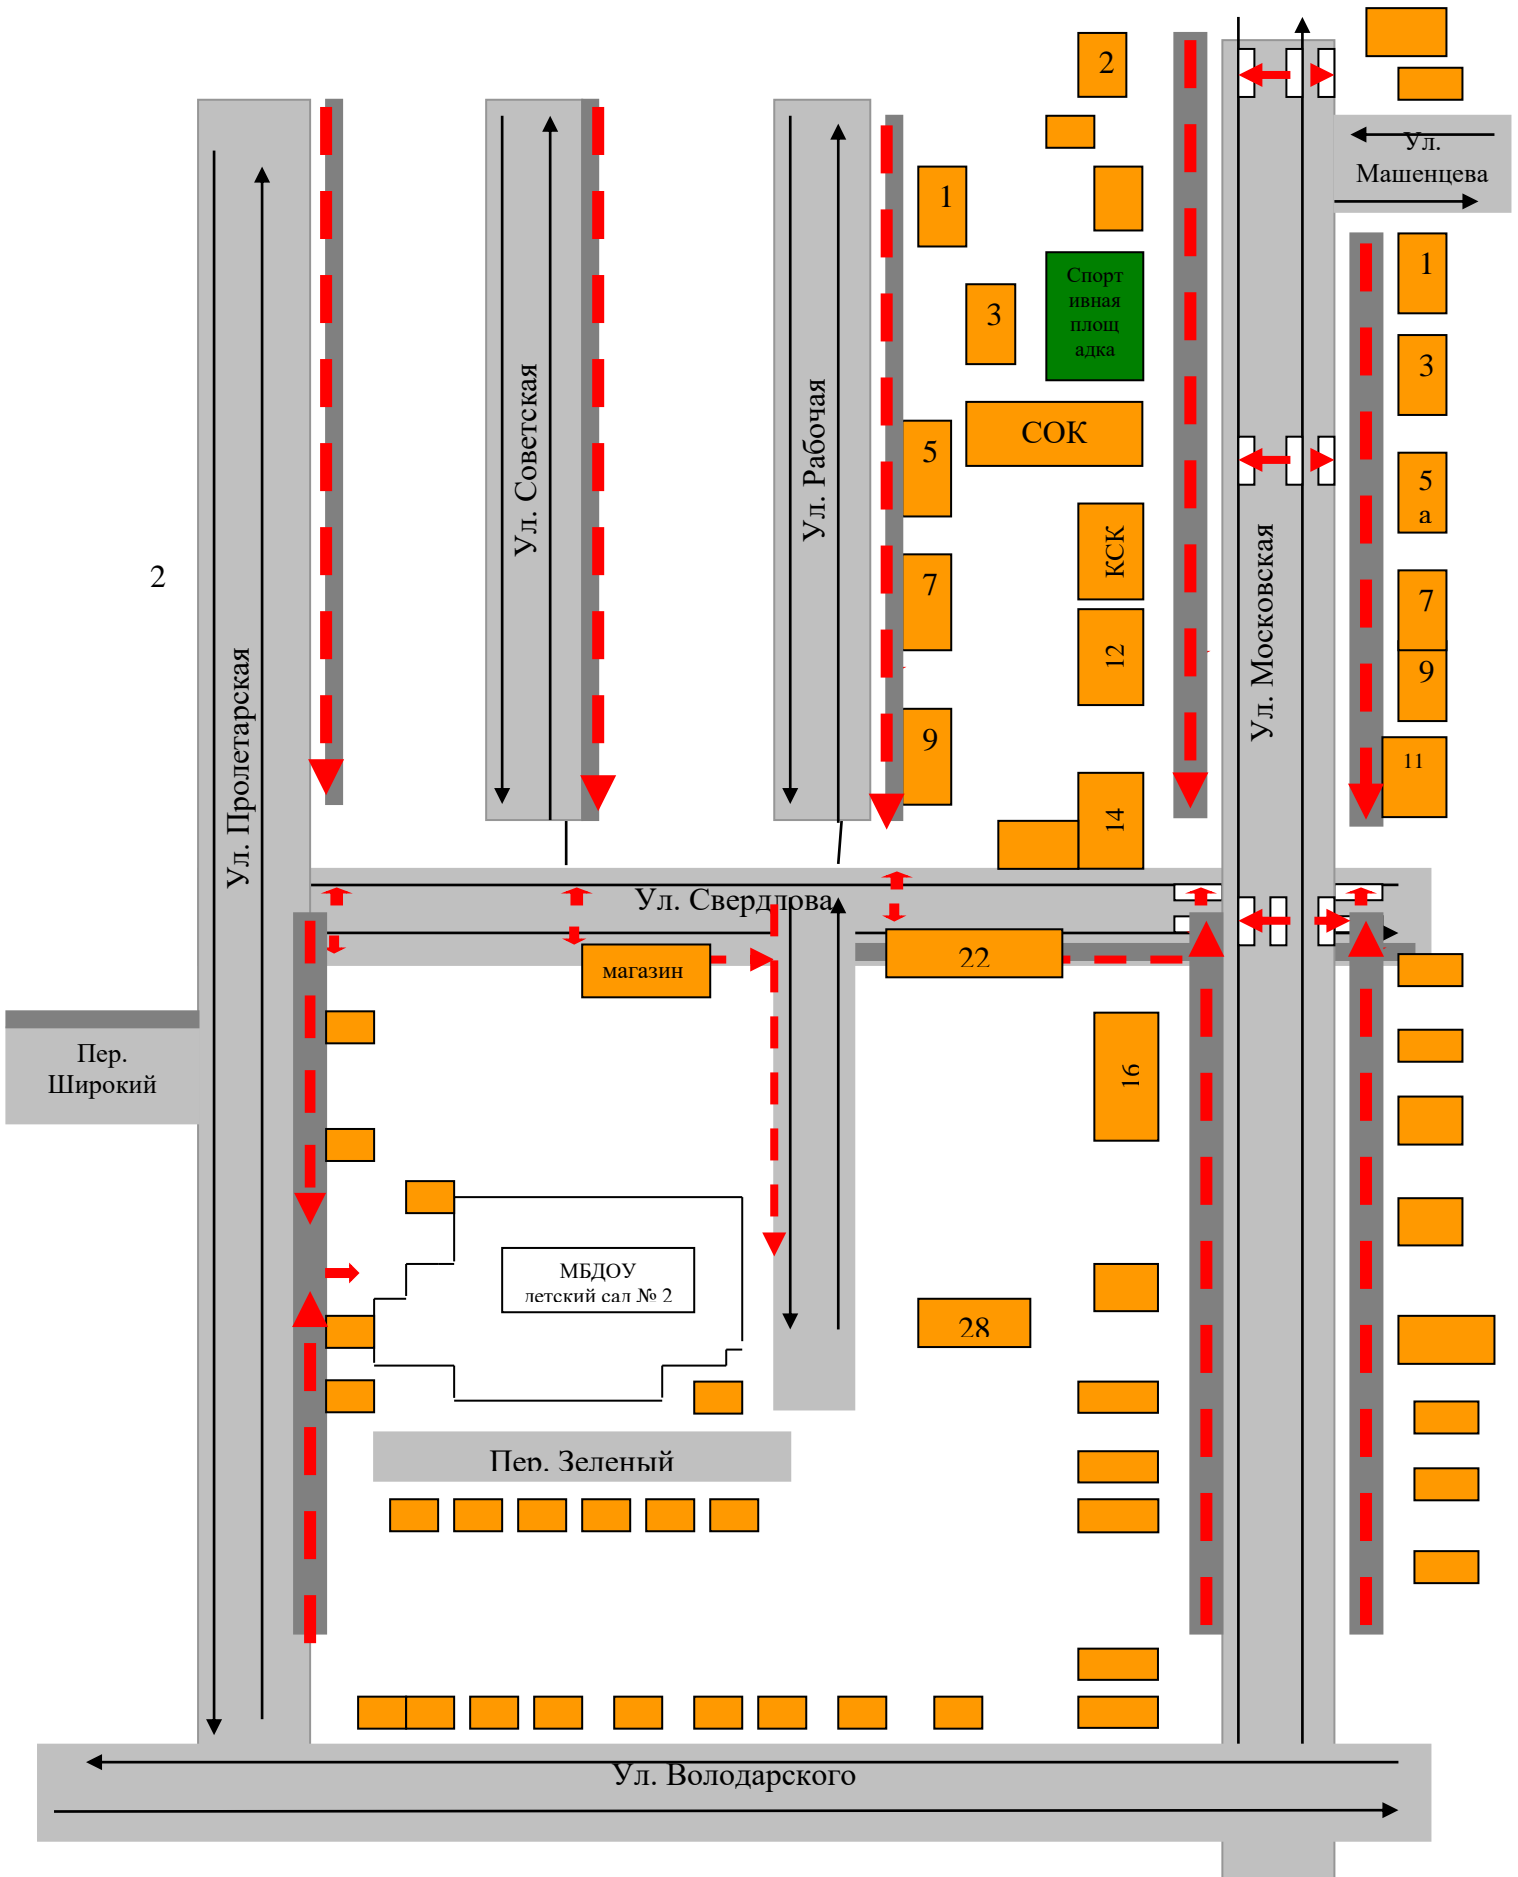 2
Ул.
Машенцева
1
1
Спорт
ивная
площ
адка
3
3
СОК
5
5
а
Ул. Советская
Ул. Рабочая
КСК
Ул. Московская
2
7
7
12
9
Ул. Пролетарская
9
11
14
Ул. Свердлова
22
магазин
Пер.
Широкий
16
МБДОУ
детский сад № 2
28
Пер. Зеленый
Ул. Володарского